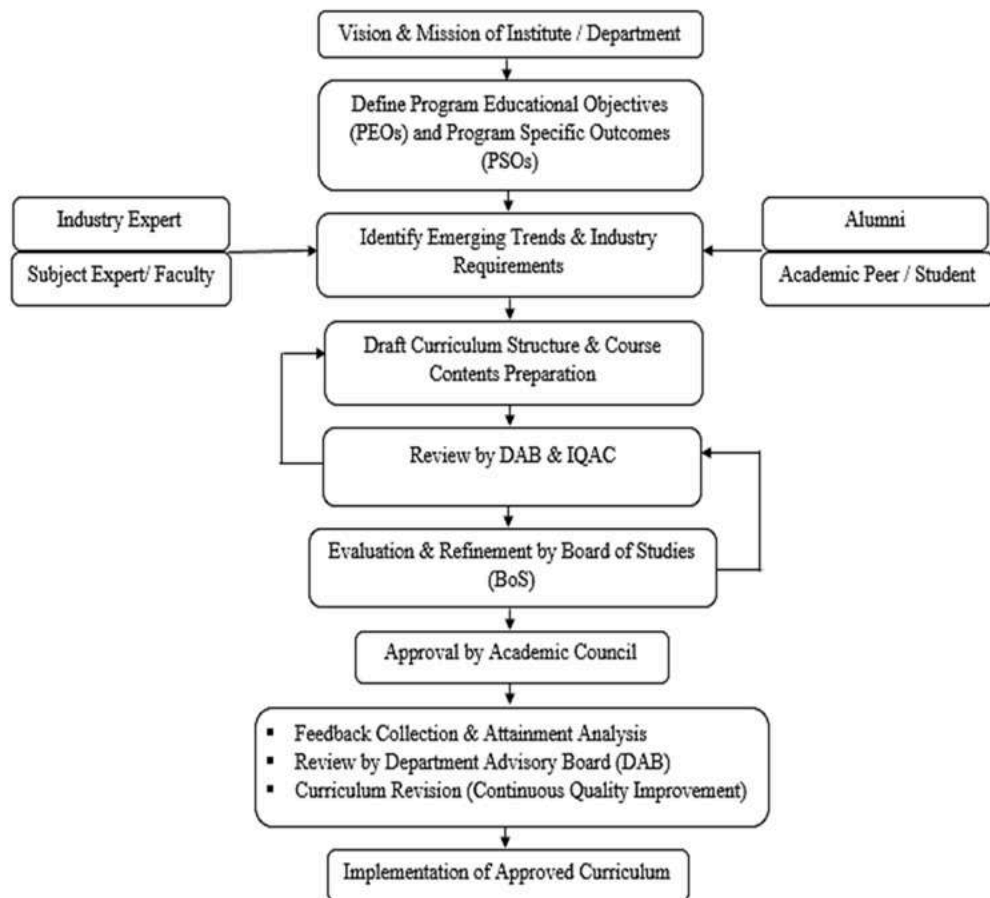 Vision & Mission of Institute / Department
Define Program Educational Objectives
(PEOs) and Program Specific Outcomes
(PSOs)
Industry Expert
Subject Expert/ Faculty
Identify Emerging Trends & Industry
Requirements
Alumni
Academic Peer / Student
Draft Curriculum Structure & Course
Contents Preparation
Review by DAB & IQAC
Evaluation & Refinement by Board of Studies
(BoS)
Approval by Academic Council
▪ Feedback Collection & Attainment Analysis
▪ Review by Department Advisory Board (DAB)
▪ Curriculum Revision (Continuous Quality Improvement)
Implementation of Approved Curriculum